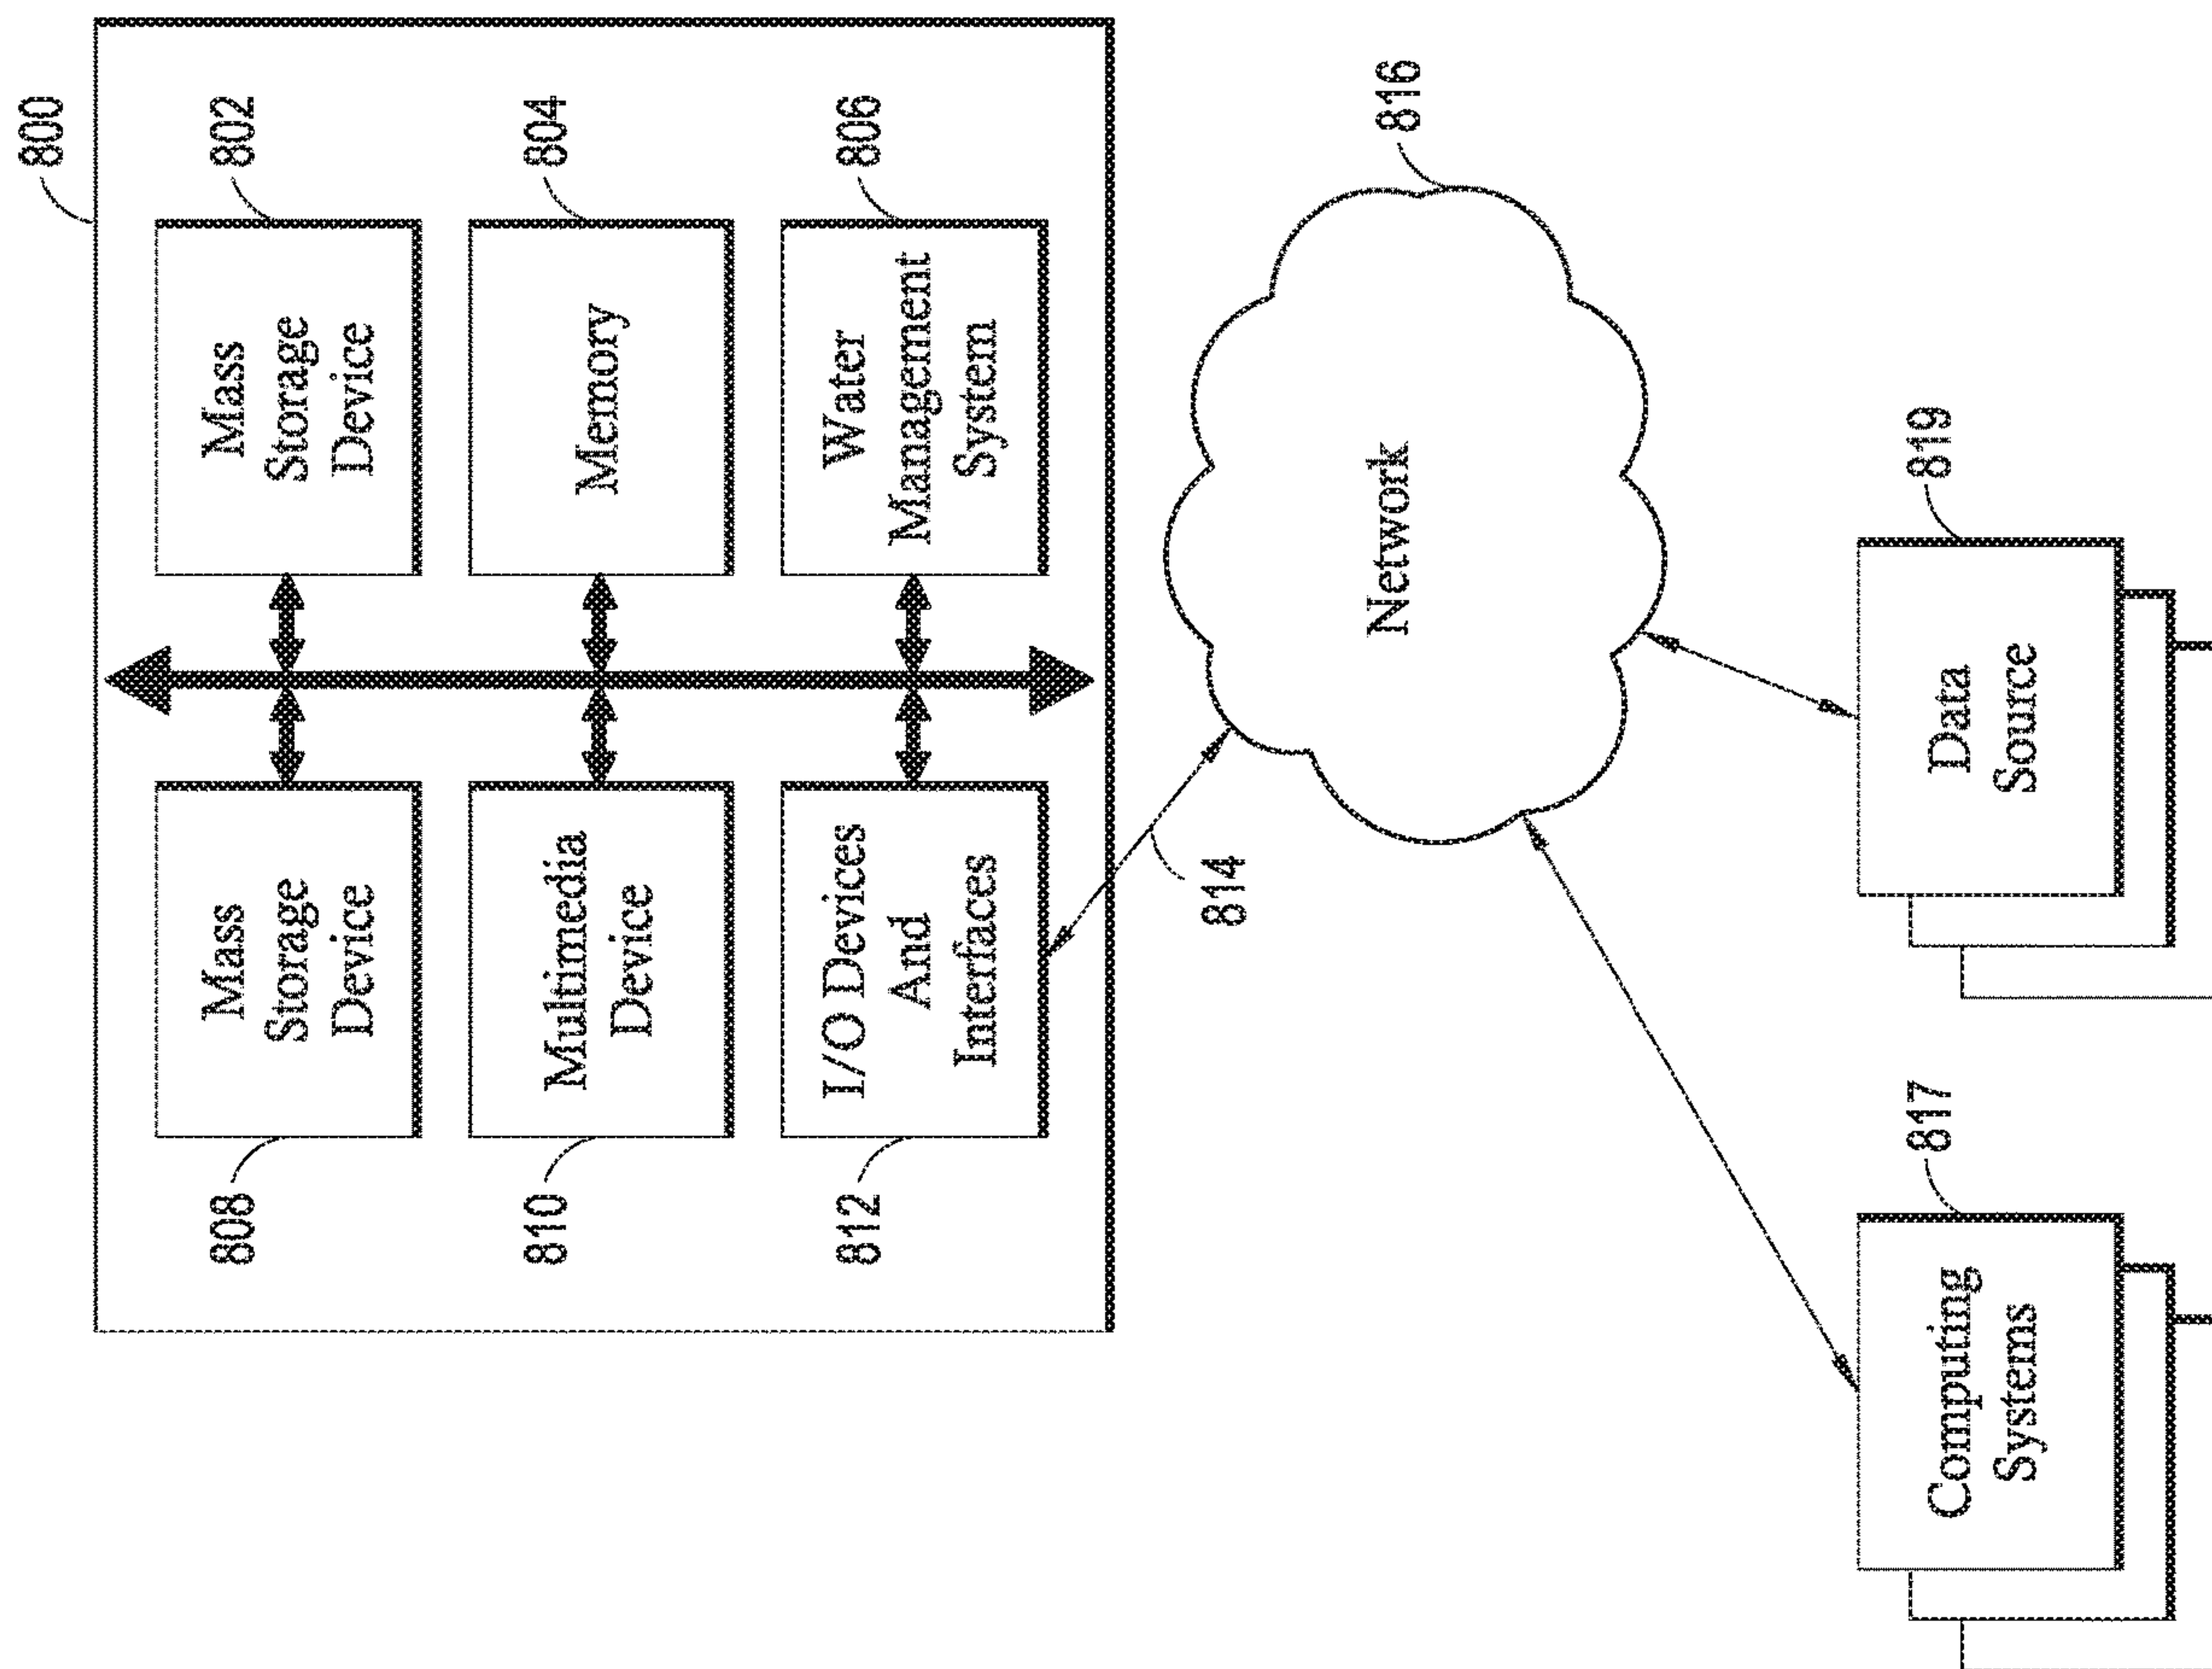 800
808
Mass
Storage
Device
Mass
Storage
Device
802
810
Multimedia
Device
Memory
804
812
I/O Devices
And
Interfaces
Water
Management
System
806
814
Network
816
817
Computing
Systems
Data
Source
819